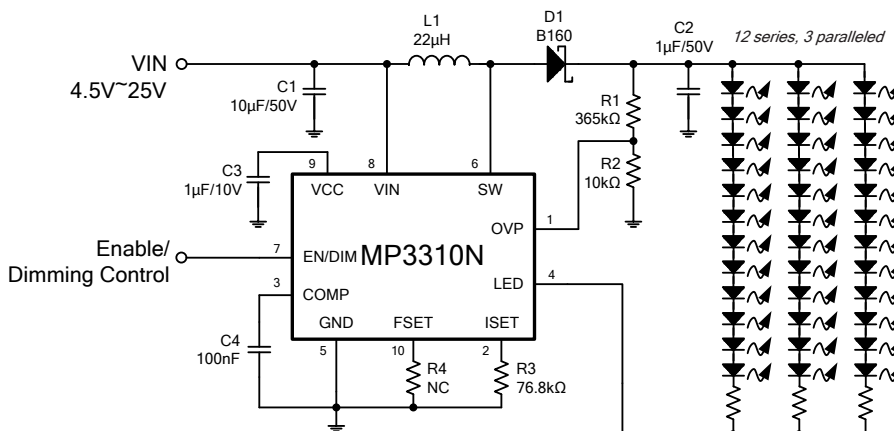 L1
22μH
D1
B160
C2
1μF/50V
12 series, 3 paralleled
VIN
4.5V~25V
C1
10μF/50V
R1
365kΩ
C3
1μF/10V
R2
10kΩ
9
8
6
VCC
VIN
SW
1
OVP
Enable/
Dimming Control
7
EN/DIM
MP3310N
LED
4
3
COMP
GND
FSET
ISET
C4
100nF
5
10
2
R4
NC
R3
76.8kΩ